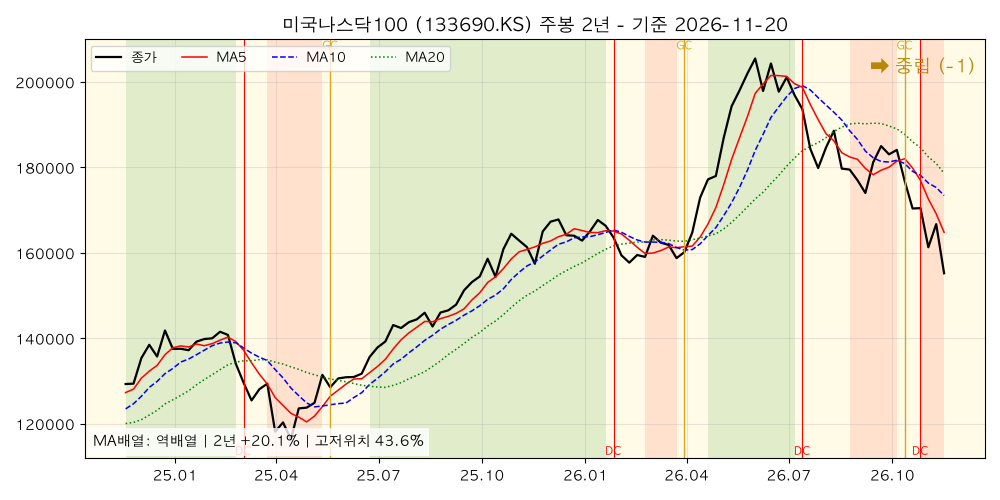 미국나스닥100 (133690.KS) 주봉 2년 - 기준 2026-11-20
종가 MA5 MA10 MA20
GC GC GC
➡ 중립 (-1)
200000
180000
160000
140000
120000
MA배열: 역배열 | 2년 +20.1% | 고저위치 43.6%
DC DC DC DC
25.01 25.04 25.07 25.10 26.01 26.04 26.07 26.10